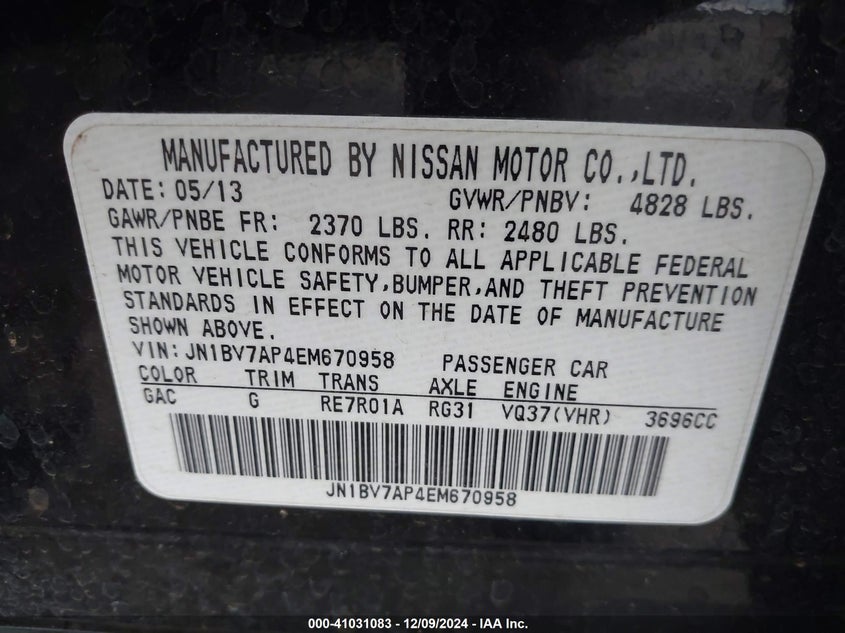 MANUFACTURED BY NISSAN MOTOR CO.,LTD.
DATE: 05/13 GVWR/PNBV: 4828 LBS.
GAWR/PNBE FR: 2370 LBS. RR: 2480 LBS.
THIS VEHICLE CONFORMS TO ALL APPLICABLE FEDERAL
MOTOR VEHICLE SAFETY,BUMPER,AND THEFT PREVENTION
STANDARDS IN EFFECT ON THE DATE OF MANUFACTURE
SHOWN ABOVE.
VIN: JN1BV7AP4EM670958 PASSENGER CAR
COLOR TRIM TRANS AXLE ENGINE
GAC G RE7R01A RG31 VQ37(VHR) 3696CC
JN1BV7AP4EM670958
000-41031083 - 12/09/2024 - IAA Inc.